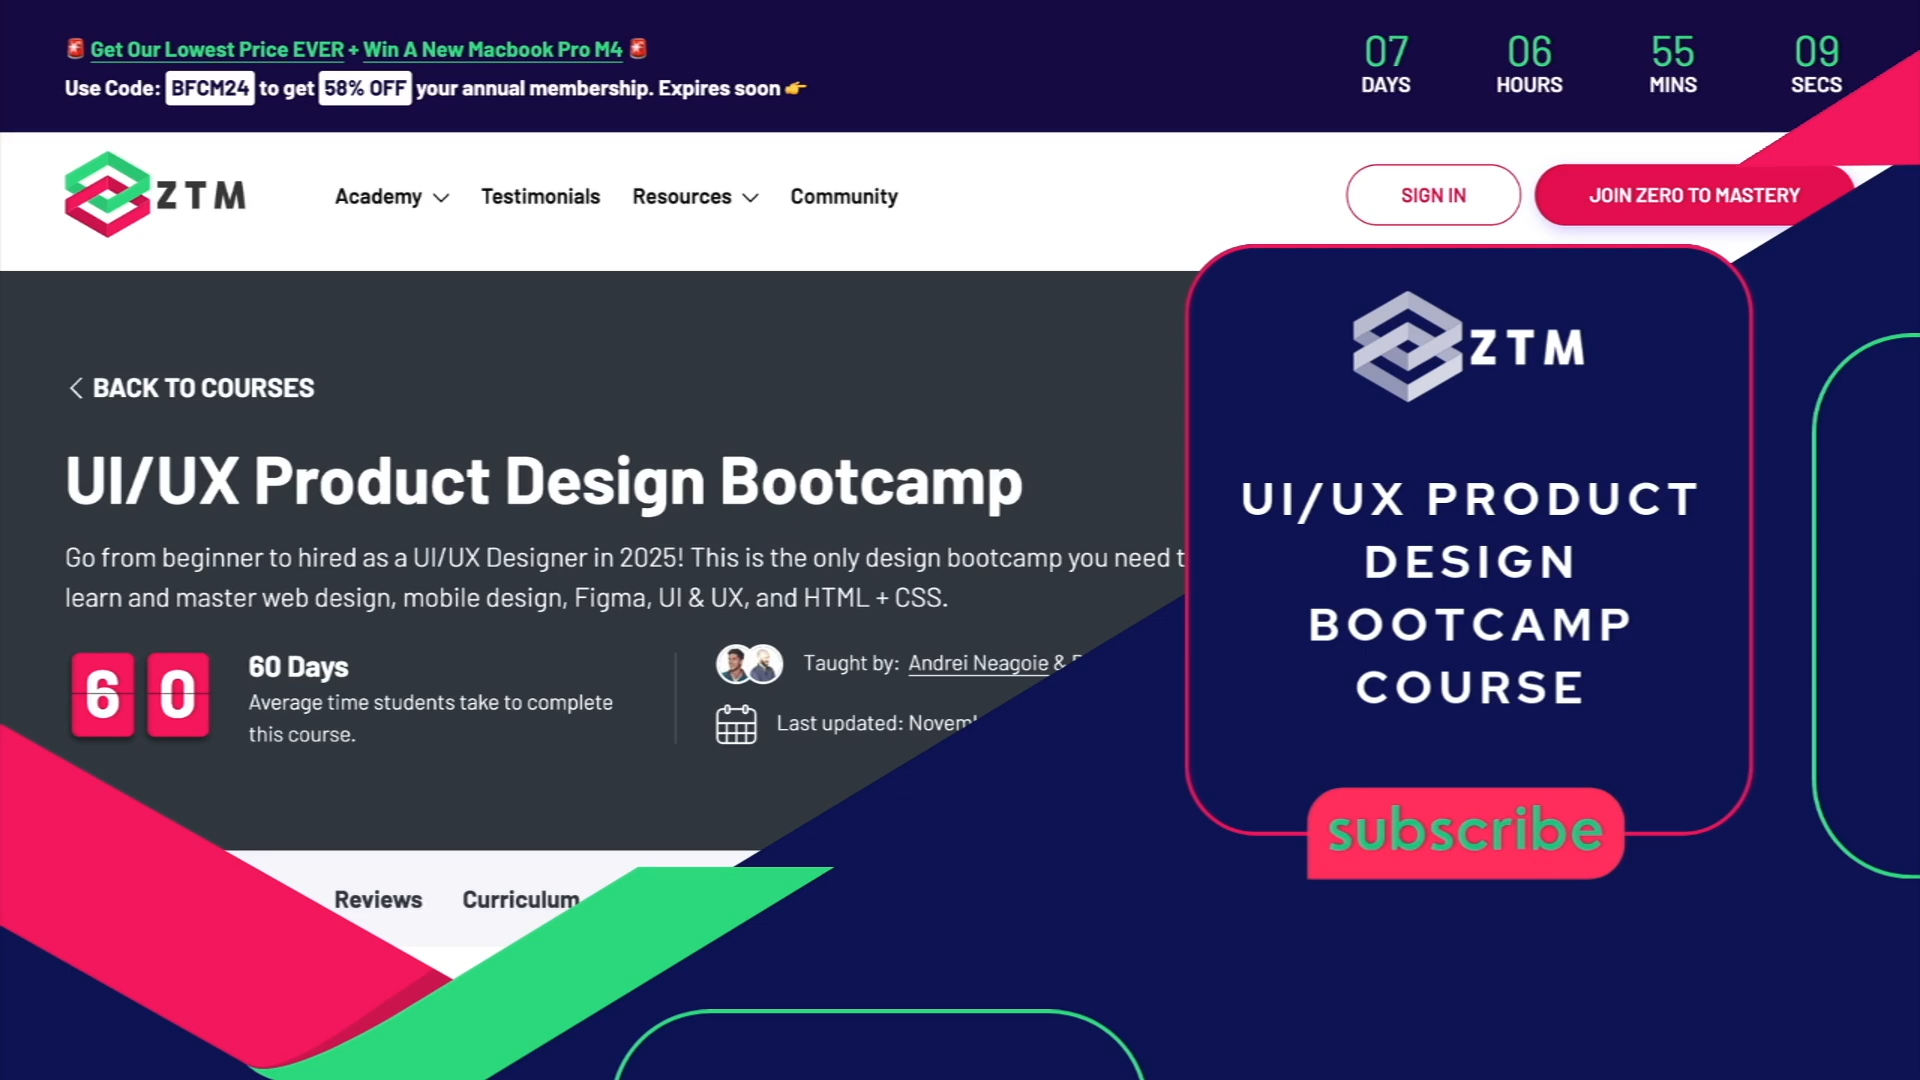 Get Our Lowest Price EVER + Win A New Macbook Pro M4
Use Code: BFCM24 to get 58% OFF your annual membership. Expires soon
07 06 55 09
DAYS HOURS MINS SECS
ZTM
Academy Testimonials Resources Community
SIGN IN
JOIN ZERO TO MASTERY
BACK TO COURSES
UI/UX Product Design Bootcamp
Go from beginner to hired as a UI/UX Designer in 2025! This is the only design bootcamp you need
learn and master web design, mobile design, Figma, UI & UX, and HTML + CSS.
60
60 Days
Average time students take to complete
this course.
Taught by: Andrei Neagoie &
Last updated:
Reviews Curriculum
ZTM
UI/UX PRODUCT
DESIGN
BOOTCAMP
COURSE
subscribe